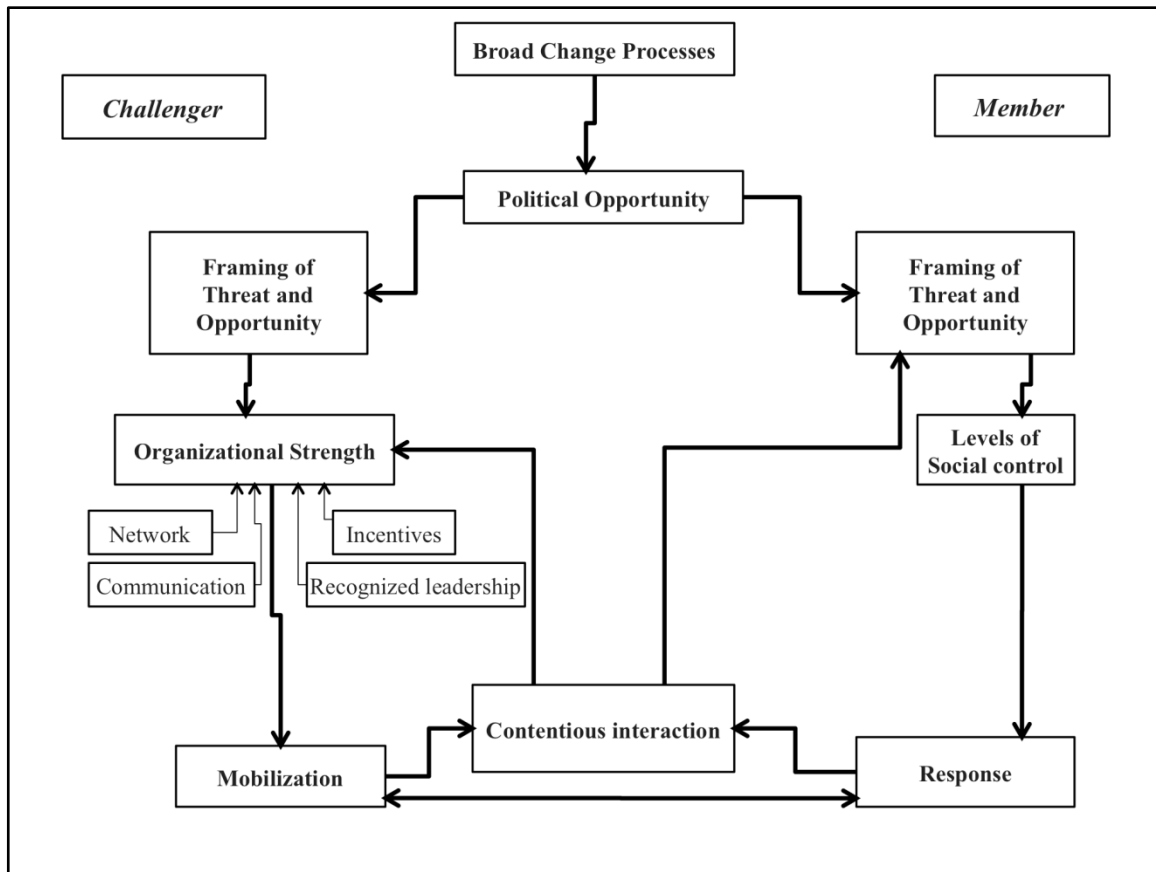 Broad Change Processes
Challenger
Member
Political Opportunity
Framing of
Threat and
Opportunity
Framing of
Threat and
Opportunity
Organizational Strength
Levels of
Social control
Network
Incentives
Communication
Recognized leadership
Contentious interaction
Mobilization
Response